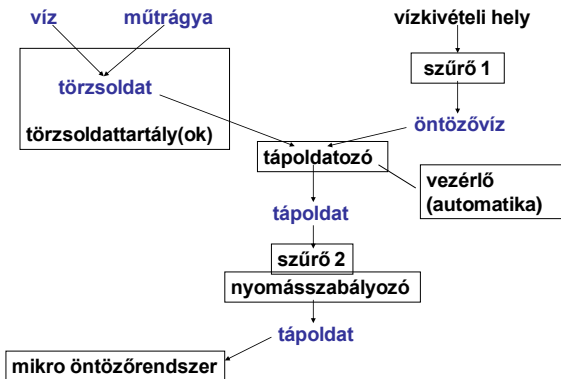 víz
műtrágya
vízkivételi hely
szűrő 1
törzsoldat
törzsoldattartály(ok)
öntözővíz
tápoldatozó
vezérlő
(automatika)
tápoldat
szűrő 2
nyomásszabályozó
tápoldat
mikro öntözőrendszer